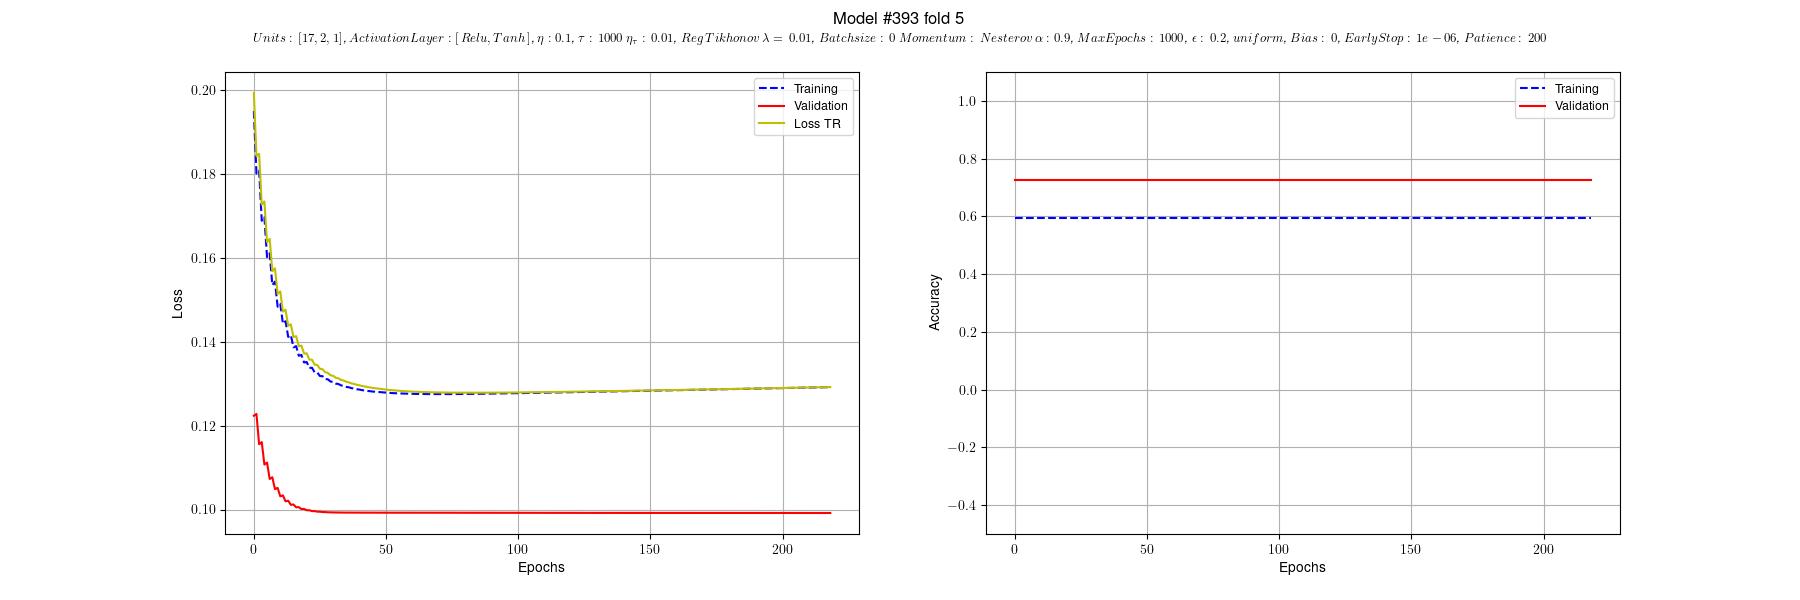 Model #393 fold 5
Units : [17, 2, 1], ActivationLayer : [ Relu, Tanh], η : 0.1, τ : 1000 ητ : 0.01, RegTikhonov λ = 0.01, Batchsize : 0 Momentum : Nesterov α : 0.9, MaxEpochs : 1000, ϵ : 0.2, uniform, Bias : 0, EarlyStop : 1e − 06, Patience : 200
Training
Validation
Loss TR
0.20
0.18
0.16
0.14
0.12
0.10
Loss
0 50 100 150 200
Epochs
Training
Validation
1.0
0.8
0.6
0.4
0.2
0.0
−0.2
−0.4
Accuracy
0 50 100 150 200
Epochs